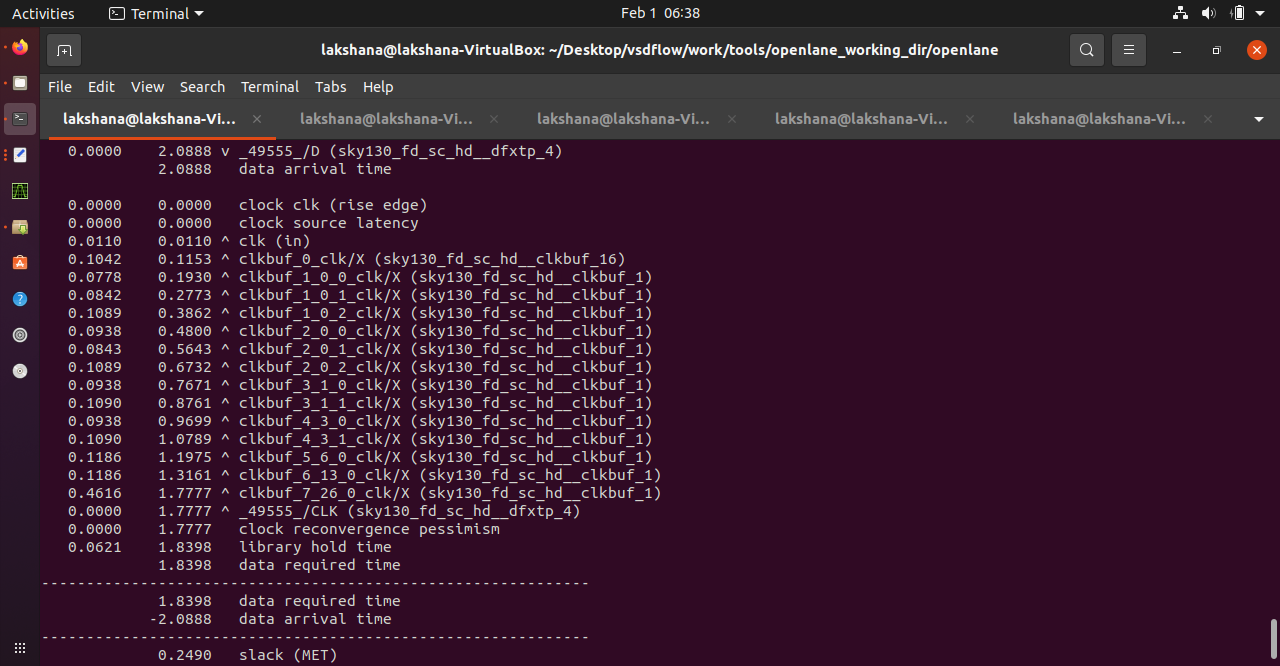 Activities Terminal Feb 1 06:38
lakshana@lakshana-VirtualBox: ~/Desktop/vsdflow/work/tools/openlane_working_dir/openlane
File Edit View Search Terminal Tabs Help
lakshana@lakshana-Vi... × lakshana@lakshana-Vi... × lakshana@lakshana-Vi... × lakshana@lakshana-Vi... × lakshana@lakshana-Vi... ×
0.0000 2.0888 v _49555_/D (sky130_fd_sc_hd__dfxtp_4)
2.0888 data arrival time
0.0000 0.0000 clock clk (rise edge)
0.0000 0.0000 clock source latency
0.0110 0.0110 ^ clk (in)
0.1042 0.1153 ^ clkbuf_0_clk/X (sky130_fd_sc_hd__clkbuf_16)
0.0778 0.1930 ^ clkbuf_1_0_0_clk/X (sky130_fd_sc_hd__clkbuf_1)
0.0842 0.2773 ^ clkbuf_1_0_1_clk/X (sky130_fd_sc_hd__clkbuf_1)
0.1089 0.3862 ^ clkbuf_1_0_2_clk/X (sky130_fd_sc_hd__clkbuf_1)
0.0938 0.4800 ^ clkbuf_2_0_0_clk/X (sky130_fd_sc_hd__clkbuf_1)
0.0843 0.5643 ^ clkbuf_2_0_1_clk/X (sky130_fd_sc_hd__clkbuf_1)
0.1089 0.6732 ^ clkbuf_2_0_2_clk/X (sky130_fd_sc_hd__clkbuf_1)
0.0938 0.7671 ^ clkbuf_3_1_0_clk/X (sky130_fd_sc_hd__clkbuf_1)
0.1090 0.8761 ^ clkbuf_3_1_1_clk/X (sky130_fd_sc_hd__clkbuf_1)
0.0938 0.9699 ^ clkbuf_4_3_0_clk/X (sky130_fd_sc_hd__clkbuf_1)
0.1090 1.0789 ^ clkbuf_4_3_1_clk/X (sky130_fd_sc_hd__clkbuf_1)
0.1186 1.1975 ^ clkbuf_5_6_0_clk/X (sky130_fd_sc_hd__clkbuf_1)
0.1186 1.3161 ^ clkbuf_6_13_0_clk/X (sky130_fd_sc_hd__clkbuf_1)
0.4616 1.7777 ^ clkbuf_7_26_0_clk/X (sky130_fd_sc_hd__clkbuf_1)
0.0000 1.7777 ^ _49555_/CLK (sky130_fd_sc_hd__dfxtp_4)
0.0000 1.7777 clock reconvergence pessimism
0.0621 1.8398 library hold time
1.8398 data required time
-------------------------------------------------------------
1.8398 data required time
-2.0888 data arrival time
-------------------------------------------------------------
0.2490 slack (MET)